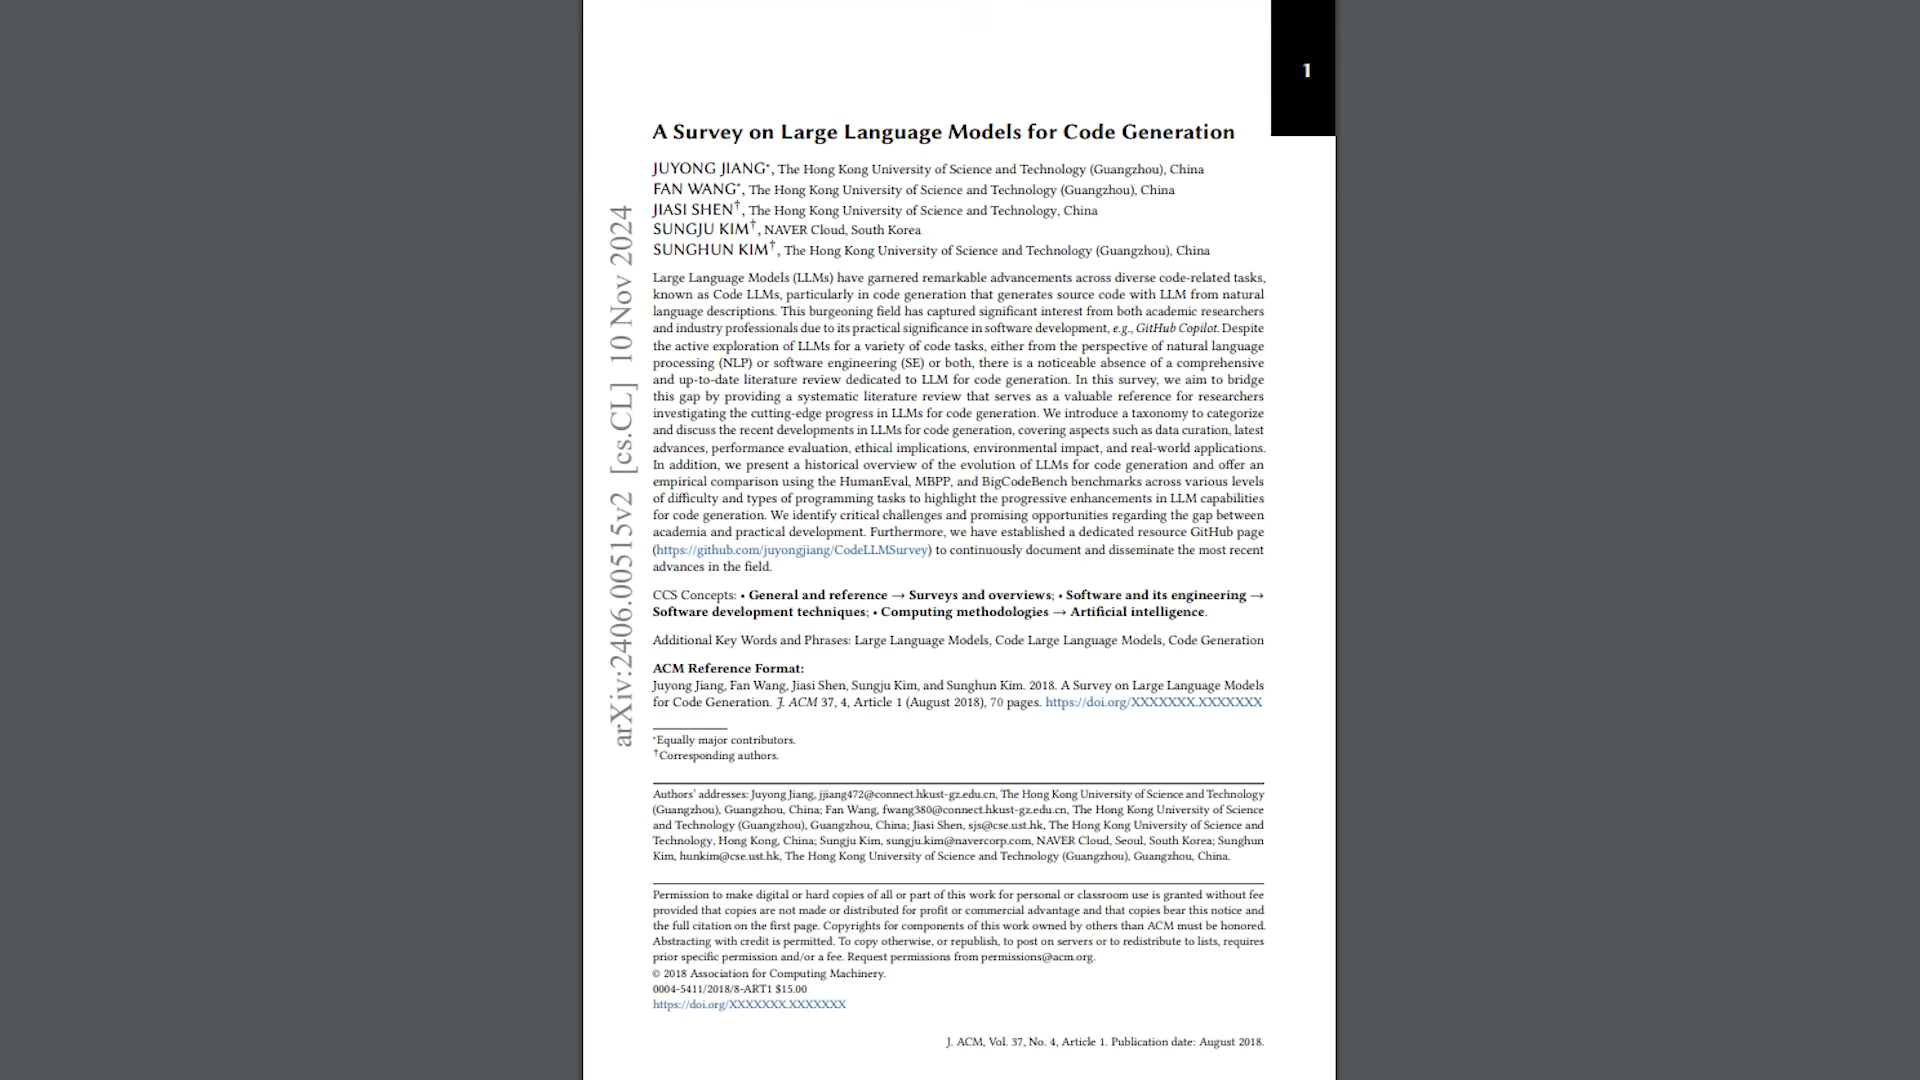 1
A Survey on Large Language Models for Code Generation
JUYONG JIANG*, The Hong Kong University of Science and Technology (Guangzhou), China
FAN WANG*, The Hong Kong University of Science and Technology (Guangzhou), China
JIASI SHEN†, The Hong Kong University of Science and Technology, China
SUNGJU KIM†, NAVER Cloud, South Korea
SUNGHUN KIM†, The Hong Kong University of Science and Technology (Guangzhou), China
Large Language Models (LLMs) have garnered remarkable advancements across diverse code-related tasks,
known as Code LLMs, particularly in code generation that generates source code with LLM from natural
language descriptions. This burgeoning field has captured significant interest from both academic researchers
and industry professionals due to its practical significance in software development, e.g., GitHub Copilot. Despite
the active exploration of LLMs for a variety of code tasks, either from the perspective of natural language
processing (NLP) or software engineering (SE) or both, there is a noticeable absence of a comprehensive
and up-to-date literature review dedicated to LLM for code generation. In this survey, we aim to bridge
this gap by providing a systematic literature review that serves as a valuable reference for researchers
investigating the cutting-edge progress in LLMs for code generation. We introduce a taxonomy to categorize
and discuss the recent developments in LLMs for code generation, covering aspects such as data curation, latest
advances, performance evaluation, ethical implications, environmental impact, and real-world applications.
In addition, we present a historical overview of the evolution of LLMs for code generation and offer an
empirical comparison using the HumanEval, MBPP, and BigCodeBench benchmarks across various levels
of difficulty and types of programming tasks to highlight the progressive enhancements in LLM capabilities
for code generation. We identify critical challenges and promising opportunities regarding the gap between
academia and practical development. Furthermore, we have established a dedicated resource GitHub page
(https://github.com/juyongjiang/CodeLLMSurvey) to continuously document and disseminate the most recent
advances in the field.
CCS Concepts: • General and reference → Surveys and overviews; • Software and its engineering →
Software development techniques; • Computing methodologies → Artificial intelligence.
Additional Key Words and Phrases: Large Language Models, Code Large Language Models, Code Generation
ACM Reference Format:
Juyong Jiang, Fan Wang, Jiasi Shen, Sungju Kim, and Sunghun Kim. 2018. A Survey on Large Language Models
for Code Generation. J. ACM 37, 4, Article 1 (August 2018), 70 pages. https://doi.org/XXXXXXX.XXXXXXX
*Equally major contributors.
†Corresponding authors.
Authors' addresses: Juyong Jiang, jjiang472@connect.hkust-gz.edu.cn, The Hong Kong University of Science and Technology
(Guangzhou), Guangzhou, China; Fan Wang, fwang380@connect.hkust-gz.edu.cn, The Hong Kong University of Science
and Technology (Guangzhou), Guangzhou, China; Jiasi Shen, sjs@cse.ust.hk, The Hong Kong University of Science and
Technology, Hong Kong, China; Sungju Kim, sungju.kim@navercorp.com, NAVER Cloud, Seoul, South Korea; Sunghun
Kim, hunkim@cse.ust.hk, The Hong Kong University of Science and Technology (Guangzhou), Guangzhou, China.
Permission to make digital or hard copies of all or part of this work for personal or classroom use is granted without fee
provided that copies are not made or distributed for profit or commercial advantage and that copies bear this notice and
the full citation on the first page. Copyrights for components of this work owned by others than ACM must be honored.
Abstracting with credit is permitted. To copy otherwise, or republish, to post on servers or to redistribute to lists, requires
prior specific permission and/or a fee. Request permissions from permissions@acm.org.
© 2018 Association for Computing Machinery.
0004-5411/2018/8-ART1 $15.00
https://doi.org/XXXXXXX.XXXXXXX
J. ACM, Vol. 37, No. 4, Article 1. Publication date: August 2018.
arXiv:2406.00515v2 [cs.CL] 10 Nov 2024